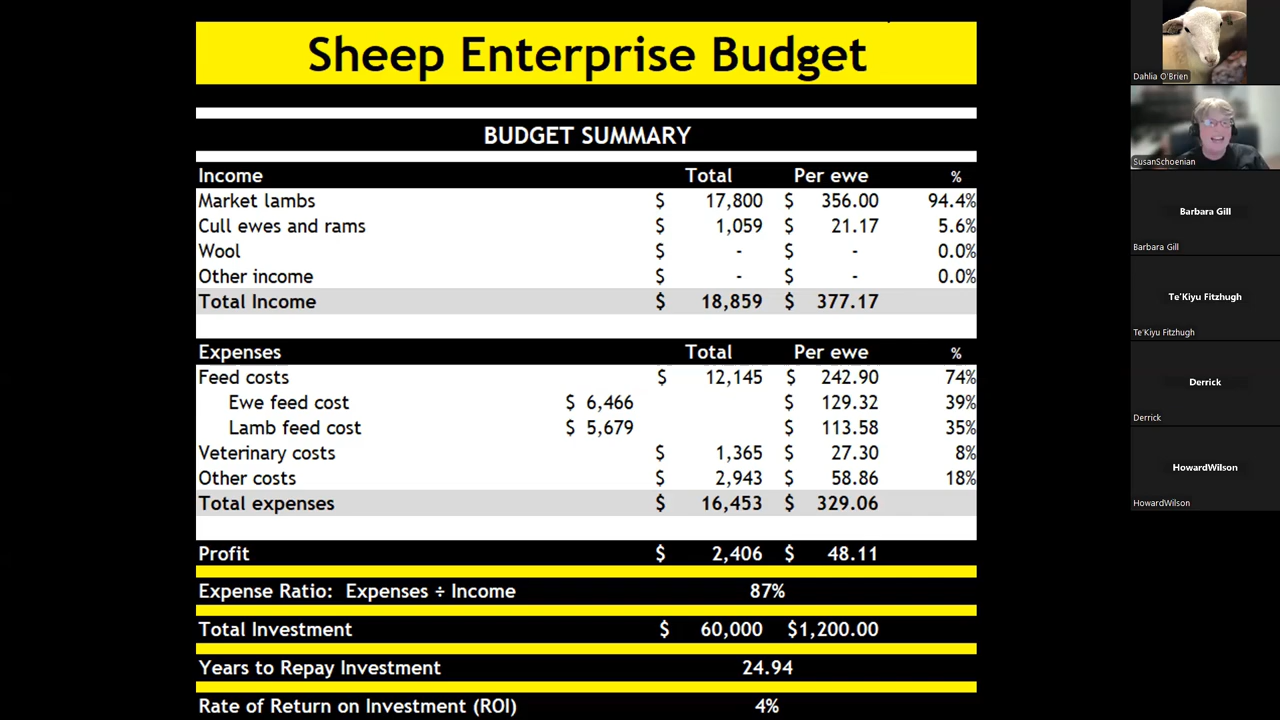 Sheep Enterprise Budget
BUDGET SUMMARY
Income Total Per ewe %
Market lambs $ 17,800 $ 356.00 94.4%
Cull ewes and rams $ 1,059 $ 21.17 5.6%
Wool $ - $ - 0.0%
Other income $ - $ - 0.0%
Total Income $ 18,859 $ 377.17
Expenses Total Per ewe %
Feed costs $ 12,145 $ 242.90 74%
Ewe feed cost $ 6,466 $ 129.32 39%
Lamb feed cost $ 5,679 $ 113.58 35%
Veterinary costs $ 1,365 $ 27.30 8%
Other costs $ 2,943 $ 58.86 18%
Total expenses $ 16,453 $ 329.06
Profit $ 2,406 $ 48.11
Expense Ratio: Expenses ÷ Income 87%
Total Investment $ 60,000 $1,200.00
Years to Repay Investment 24.94
Rate of Return on Investment (ROI) 4%
Dahlia O'Brien
SusanSchoenian
Barbara Gill
Barbara Gill
Te'Kiyu Fitzhugh
Te'Kiyu Fitzhugh
Derrick
Derrick
HowardWilson
HowardWilson